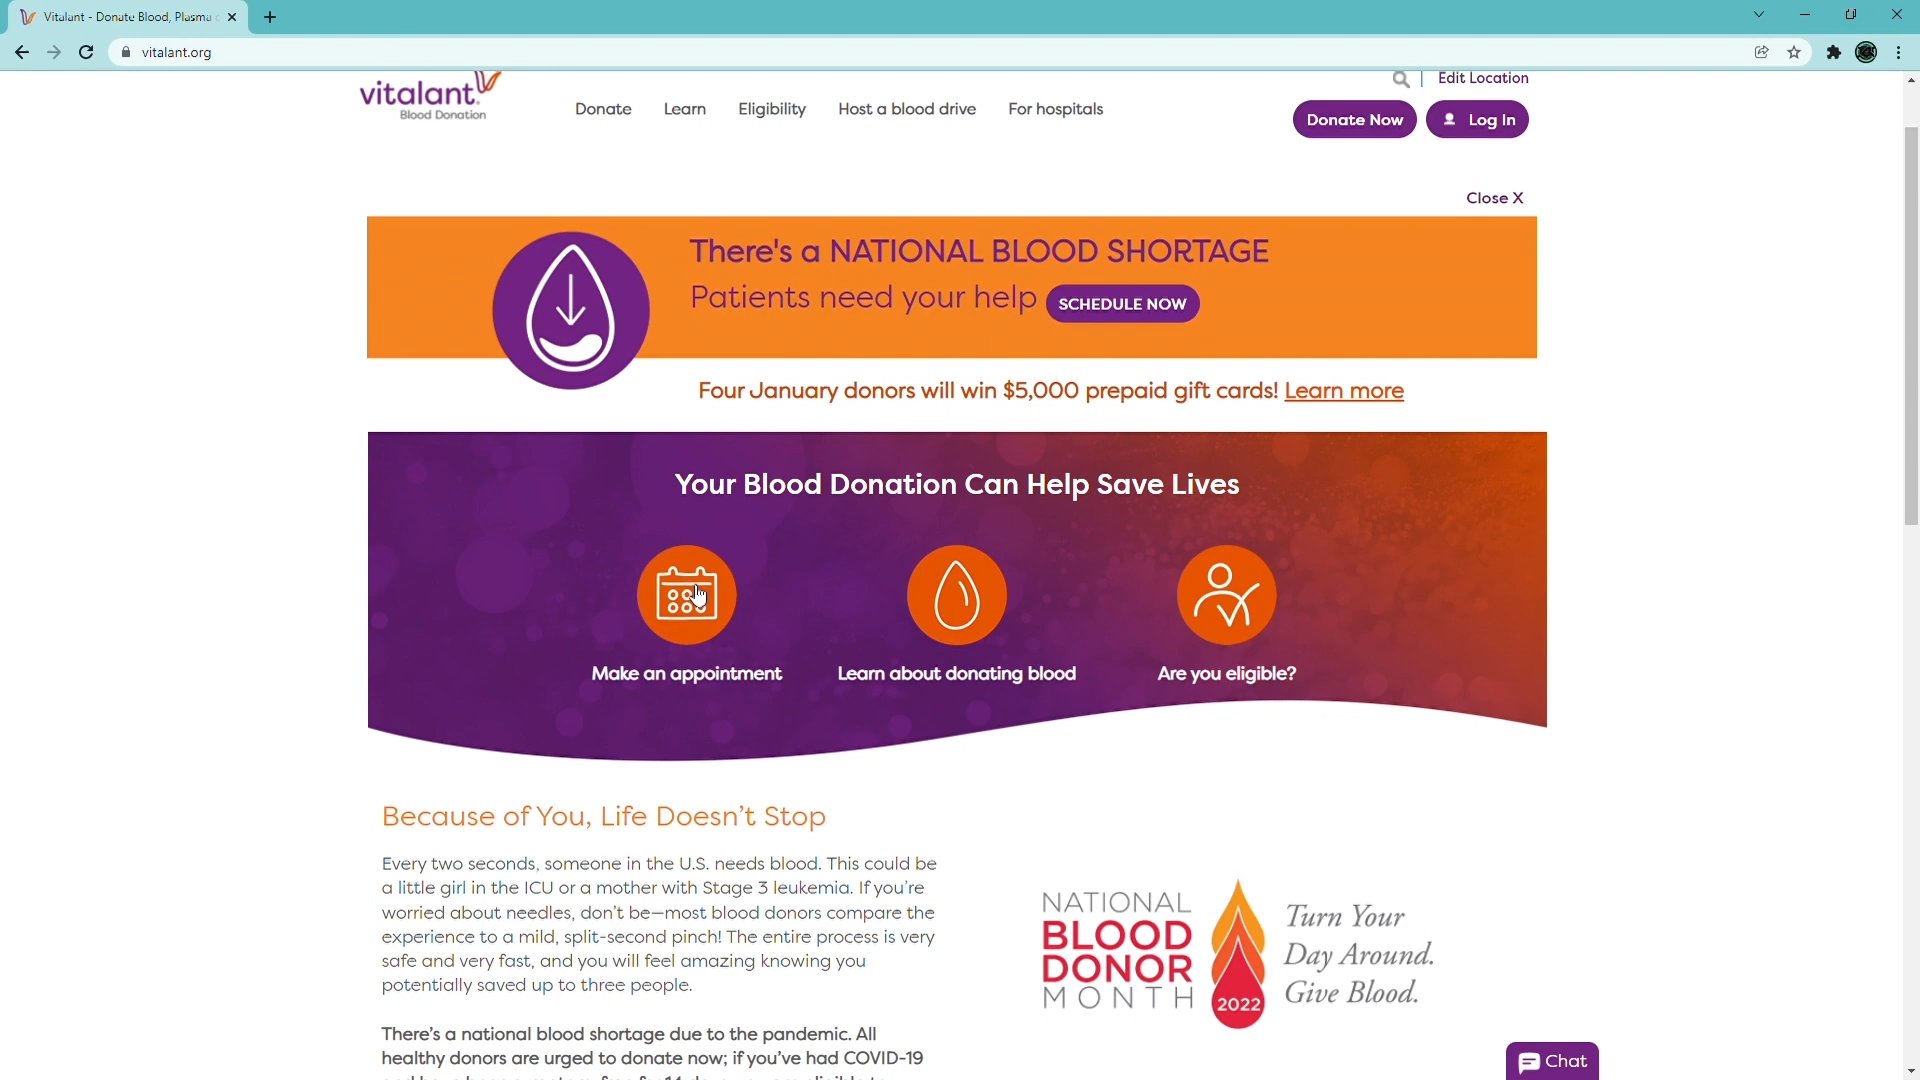 Vitalant - Donate Blood, Plasma
vitalant.org
vitalant
Blood Donation
Donate Learn Eligibility Host a blood drive For hospitals
Edit Location
Donate Now Log In
Close X
There's a NATIONAL BLOOD SHORTAGE
Patients need your help SCHEDULE NOW
Four January donors will win $5,000 prepaid gift cards! Learn more
Your Blood Donation Can Help Save Lives
Make an appointment Learn about donating blood Are you eligible?
Because of You, Life Doesn’t Stop
Every two seconds, someone in the U.S. needs blood. This could be
a little girl in the ICU or a mother with Stage 3 leukemia. If you’re
worried about needles, don’t be—most blood donors compare the
experience to a mild, split-second pinch! The entire process is very
safe and very fast, and you will feel amazing knowing you
potentially saved up to three people.
There’s a national blood shortage due to the pandemic. All
healthy donors are urged to donate now; if you’ve had COVID-19
NATIONAL
BLOOD
DONOR
MONTH
2022
Turn Your
Day Around.
Give Blood.
Chat